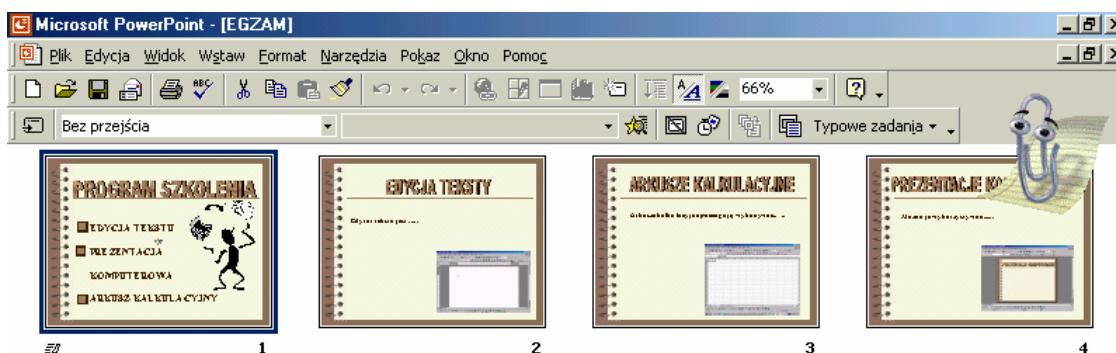 Microsoft PowerPoint - [EGZAM]
Plik Edycja Widok Wstaw Format Narzędzia Pokaz Okno Pomoc
ABC 66%
Bez przejścia Typowe zadania
PROGRAM SZKOLENIA
EDYCJA TEKSTU
PREZENTACJA
KOMPUTEROWA
ARKUSZ KALKULACYJNY
EDYCJA TEKSTY
ARKUSZE KALKULACYJNE
PREZENTACJE
1 2 3 4